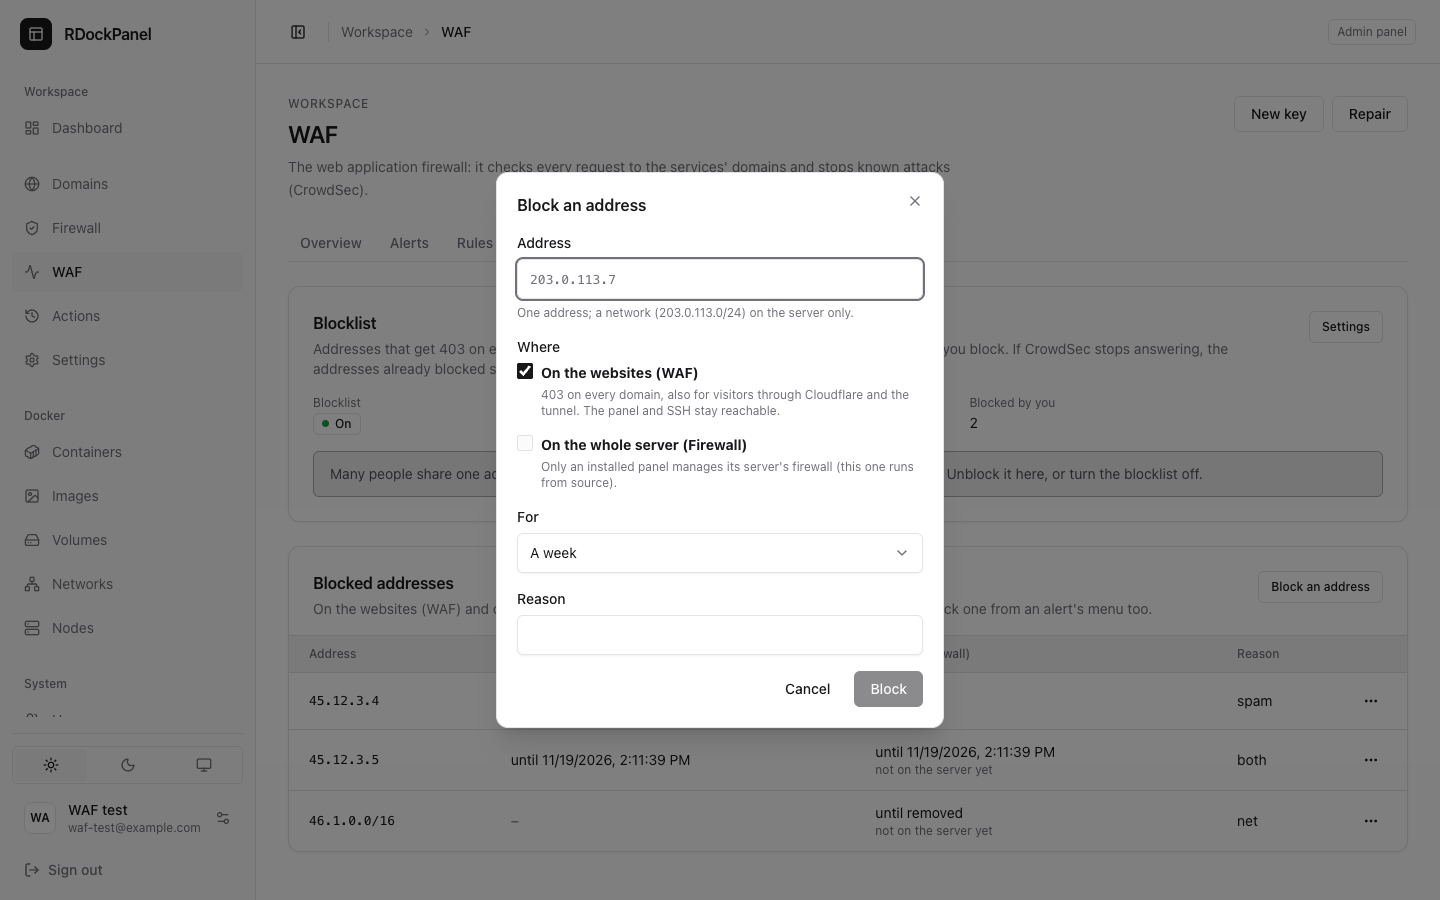 RDockPanel
Workspace
Dashboard
Domains
Firewall
WAF
Actions
Settings
Docker
Containers
Images
Volumes
Networks
Nodes
System
WAF test
WA
waf-test@example.com
Sign out
Workspace > WAF
Admin panel
WORKSPACE
WAF
New key
Repair
The web application firewall: it checks every request to the services' domains and stops known attacks
(CrowdSec).
Overview
Alerts
Rules
Blocklist
Settings
Addresses that get 403 on e
you block. If CrowdSec stops answering, the
addresses already blocked s
Blocklist
Blocked by you
On
2
Many people share one ad
Unblock it here, or turn the blocklist off.
Blocked addresses
Block an address
On the websites (WAF) and
ck one from an alert's menu too.
Address
wall)
Reason
45.12.3.4
spam
45.12.3.5
until 11/19/2026, 2:11:39 PM
until 11/19/2026, 2:11:39 PM
not on the server yet
both
46.1.0.0/16
–
until removed
not on the server yet
net
Block an address
Address
203.0.113.7
One address; a network (203.0.113.0/24) on the server only.
Where
On the websites (WAF)
403 on every domain, also for visitors through Cloudflare and the
tunnel. The panel and SSH stay reachable.
On the whole server (Firewall)
Only an installed panel manages its server's firewall (this one runs
from source).
For
A week
Reason
Cancel
Block